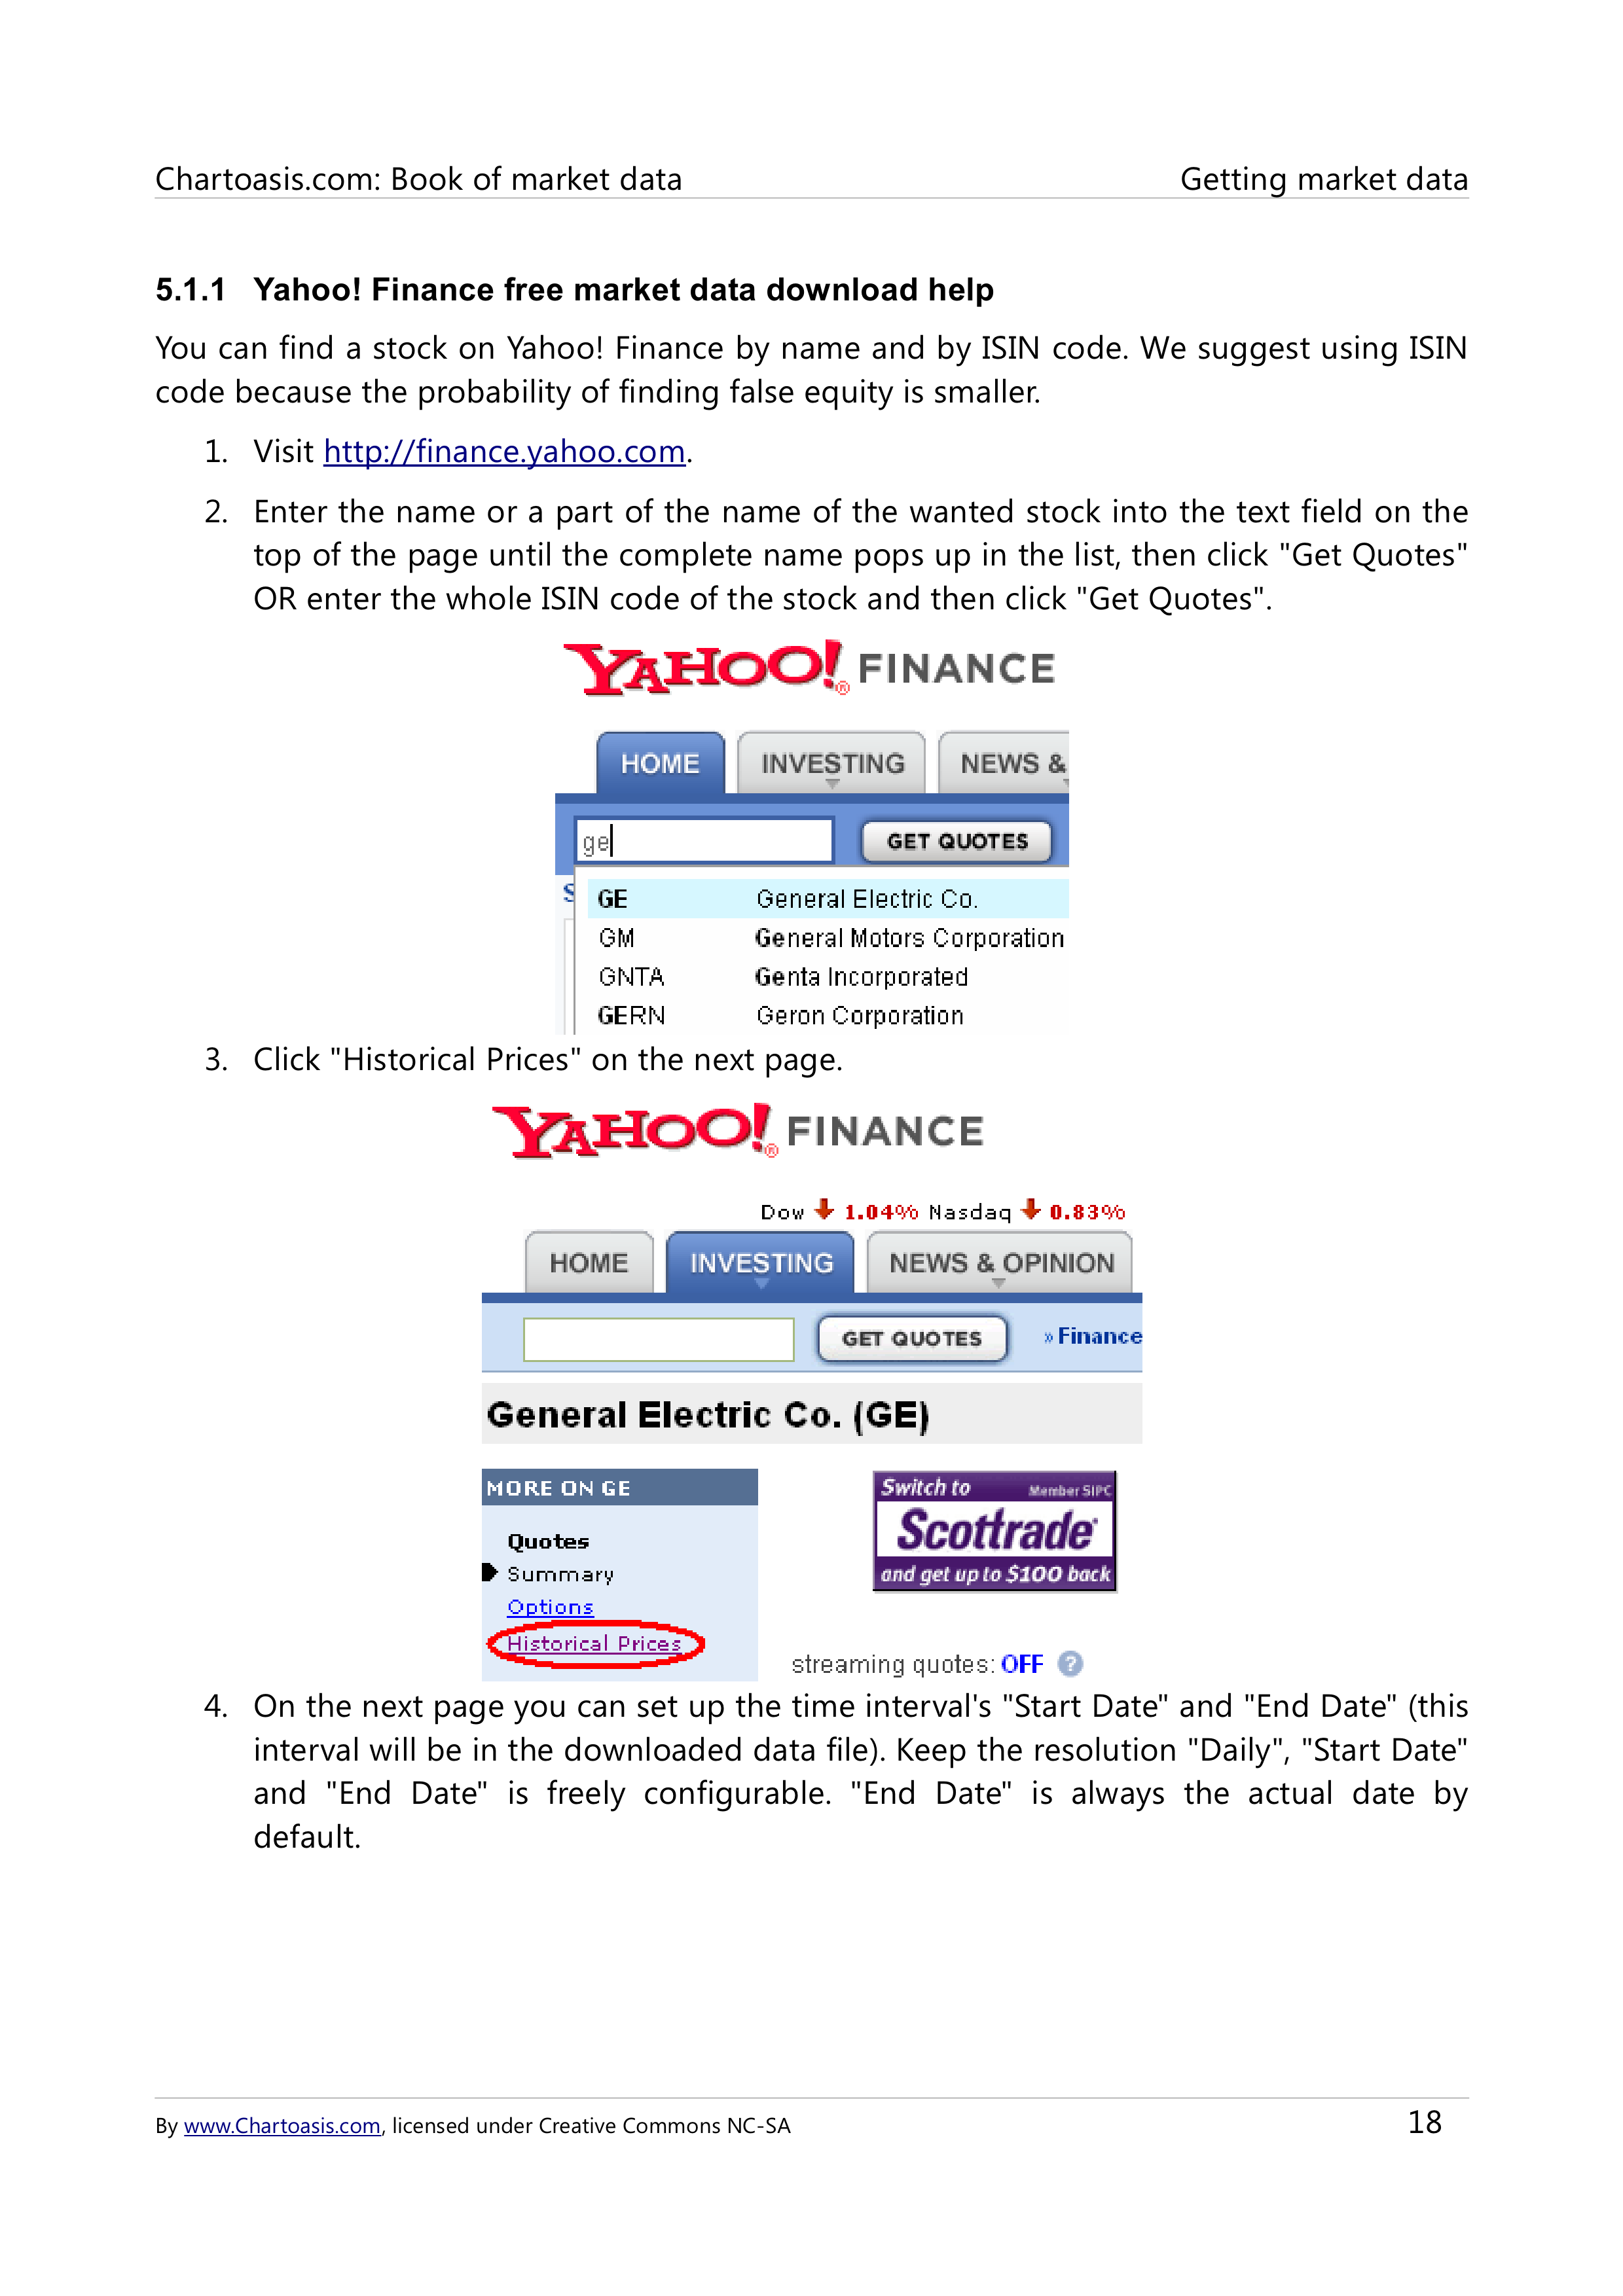 Chartoasis.com: Book of market data Getting market data
5.1.1 Yahoo! Finance free market data download help
You can find a stock on Yahoo! Finance by name and by ISIN code. We suggest using ISIN
code because the probability of finding false equity is smaller.
1. Visit http://finance.yahoo.com.
2. Enter the name or a part of the name of the wanted stock into the text field on the
top of the page until the complete name pops up in the list, then click "Get Quotes"
OR enter the whole ISIN code of the stock and then click "Get Quotes".
YAHOO!® FINANCE
HOME INVESTING NEWS &
ge GET QUOTES
S
GE General Electric Co.
GM General Motors Corporation
GNTA Genta Incorporated
GERN Geron Corporation
3. Click "Historical Prices" on the next page.
YAHOO!® FINANCE
Dow 1.04% Nasdaq 0.83%
HOME INVESTING NEWS & OPINION
GET QUOTES » Finance
General Electric Co. (GE)
MORE ON GE
Quotes
Summary
Options
Historical Prices
Switch to Member SIPC
Scottrade
and get up to $100 back
streaming quotes: OFF ?
4. On the next page you can set up the time interval's "Start Date" and "End Date" (this
interval will be in the downloaded data file). Keep the resolution "Daily", "Start Date"
and "End Date" is freely configurable. "End Date" is always the actual date by
default.
By www.Chartoasis.com, licensed under Creative Commons NC-SA 18